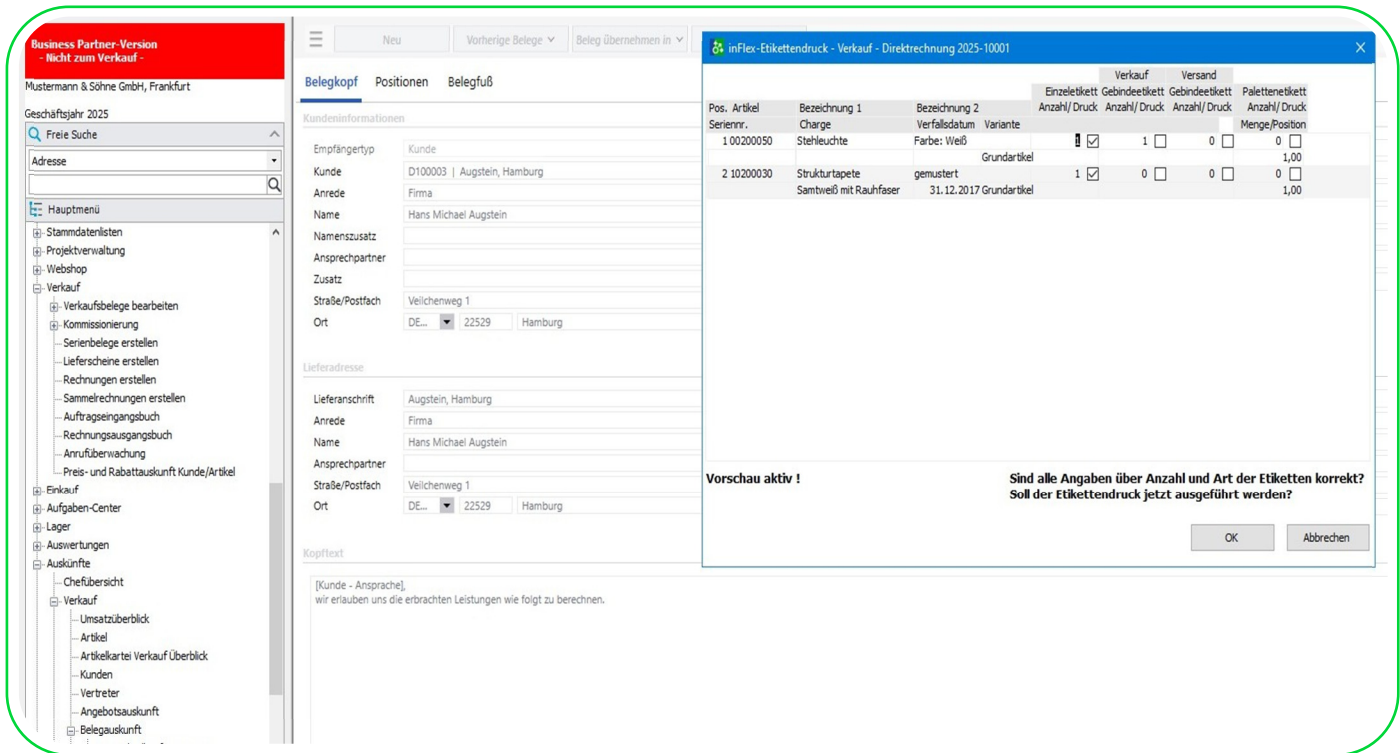 Business Partner-Version
- Nicht zum Verkauf -
Mustermann & Söhne GmbH, Frankfurt
Geschäftsjahr 2025
Freie Suche
Adresse
Hauptmenü
Stammdatenlisten
Projektverwaltung
Webshop
Verkauf
Verkaufsbelege bearbeiten
Kommissionierung
Serienbelege erstellen
Lieferscheine erstellen
Rechnungen erstellen
Sammelrechnungen erstellen
Auftragseingangsbuch
Rechnungsausgangsbuch
Anrufüberwachung
Preis- und Rabattauskunft Kunde/Artikel
Einkauf
Aufgaben-Center
Lager
Auswertungen
Auskünfte
Chefübersicht
Verkauf
Umsatzüberblick
Artikel
Artikelkartei Verkauf Überblick
Kunden
Vertreter
Angebotsauskunft
Belegauskunft
Neu Vorherige Belege Beleg übernehmen in
Belegkopf Positionen Belegfuß
Kundeninformationen
Empfängertyp Kunde
Kunde D100003 | Augstein, Hamburg
Anrede Firma
Name Hans Michael Augstein
Namenszusatz
Ansprechpartner
Zusatz
Straße/Postfach Veilchenweg 1
Ort DE... 22529 Hamburg
Lieferadresse
Lieferanschrift Augstein, Hamburg
Anrede Firma
Name Hans Michael Augstein
Ansprechpartner
Straße/Postfach Veilchenweg 1
Ort DE... 22529 Hamburg
Kopftext
[Kunde - Ansprache],
wir erlauben uns die erbrachten Leistungen wie folgt zu berechnen.
inFlex-Etikettendruck - Verkauf - Direktrechnung 2025-10001
Verkauf Versand
Einzeletikett Gebindeetikett Gebindeetikett Palettenetikett
Pos. Artikel Bezeichnung 1 Bezeichnung 2 Anzahl/ Druck Anzahl/ Druck Anzahl/ Druck Anzahl/ Druck
Seriennr. Charge Verfallsdatum Variante Menge/Position
1 00200050 Stehleuchte Farbe: Weiß 1 1 0 0
Grundartikel 1,00
2 10200030 Strukturtapete gemustert 1 0 0 0
Samtweiß mit Rauhfaser 31.12.2017 Grundartikel 1,00
Vorschau aktiv ! Sind alle Angaben über Anzahl und Art der Etiketten korrekt?
Soll der Etikettendruck jetzt ausgeführt werden?
OK Abbrechen